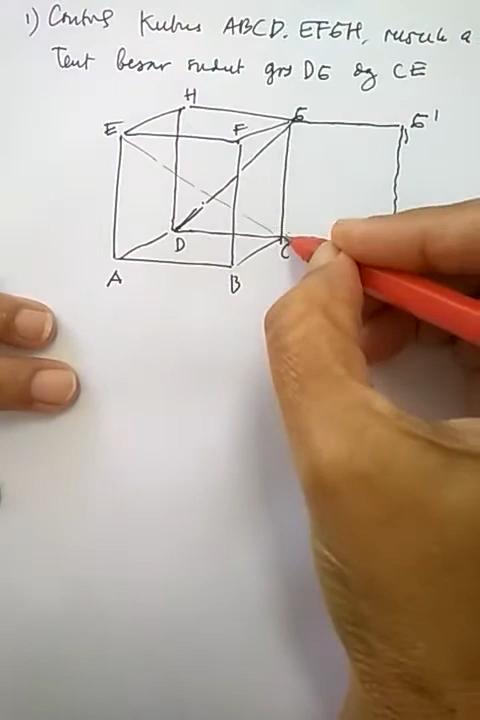 1) Contoh Kubus ABCD. EFGH, rusuk a
Tent besar sudut grs DG dg CE
H
E F G G'
D C
A B